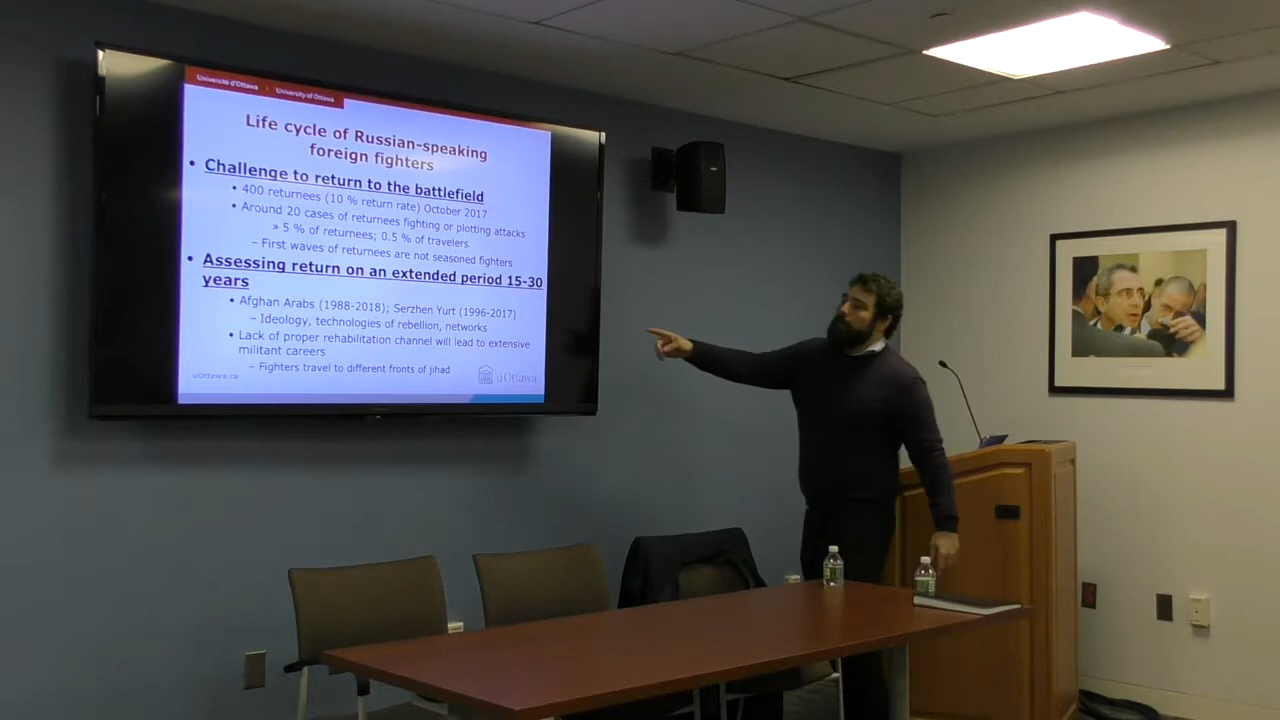 Université d'Ottawa | University of Ottawa
Life cycle of Russian-speaking
foreign fighters
• Challenge to return to the battlefield
• 400 returnees (10 % return rate) October 2017
• Around 20 cases of returnees fighting or plotting attacks
» 5 % of returnees; 0.5 % of travelers
– First waves of returnees are not seasoned fighters
• Assessing return on an extended period 15-30
years
• Afghan Arabs (1988-2018); Serzhen Yurt (1996-2017)
– Ideology, technologies of rebellion, networks
• Lack of proper rehabilitation channel will lead to extensive
militant careers
– Fighters travel to different fronts of jihad
uOttawa.ca
uOttawa